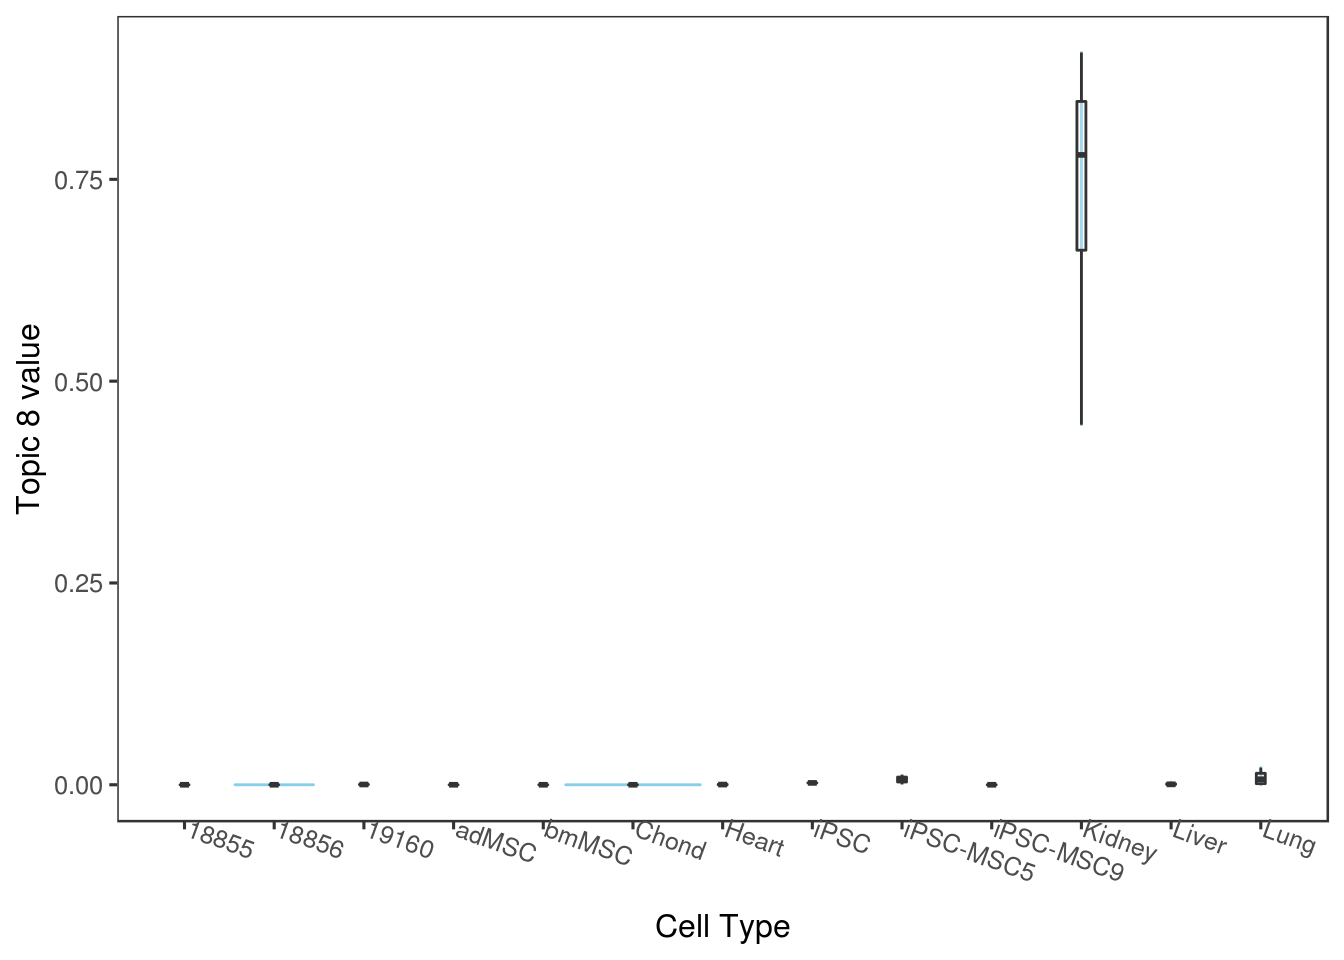 0.75
0.50
0.25
0.00
Topic 8 value
18855
18856
19160
adMSC
bmMSC
Chond
Heart
iPSC
iPSC-MSC5
iPSC-MSC9
Kidney
Liver
Lung
Cell Type